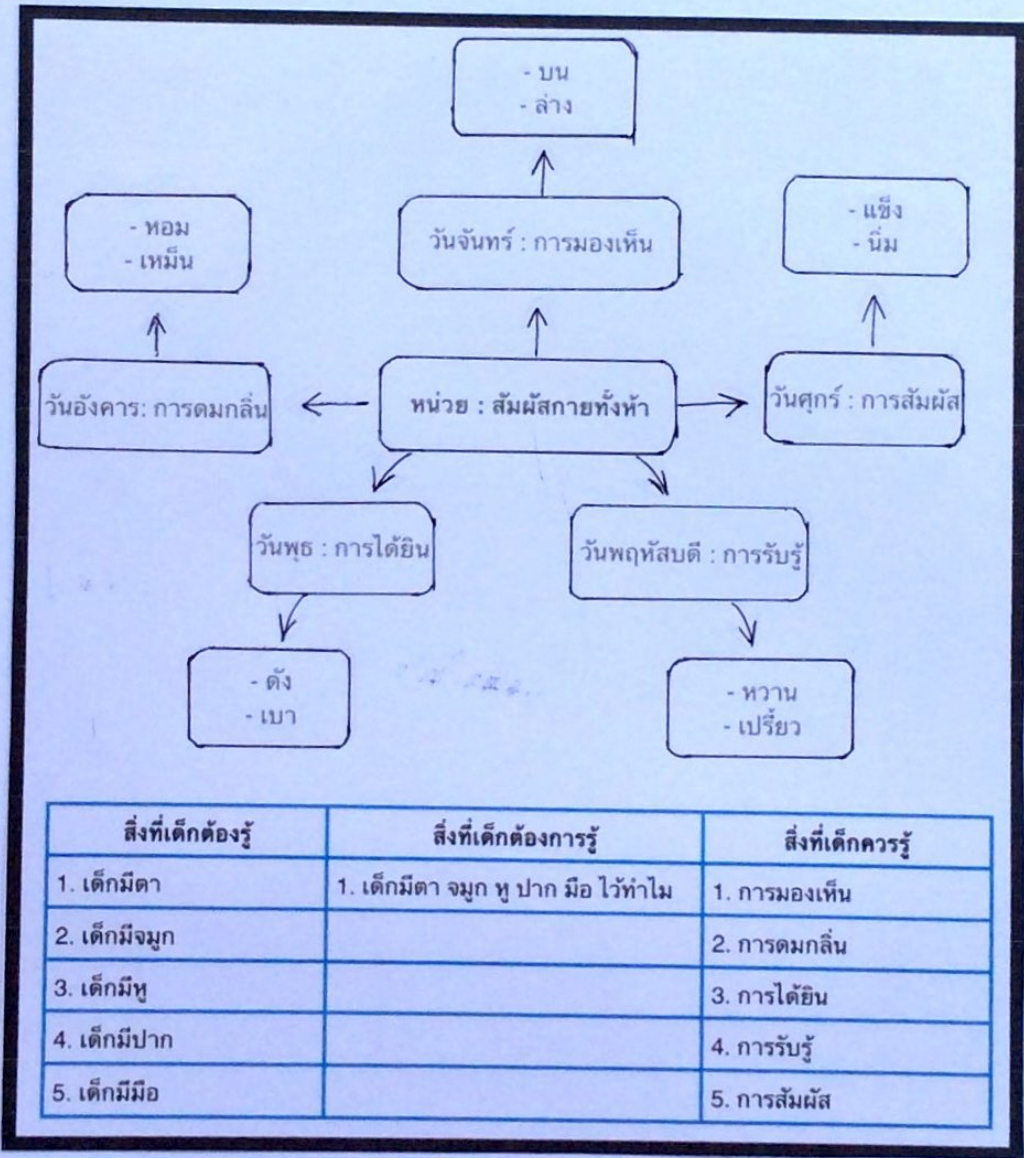 - บน
- ล่าง
- หอม
- เหม็น
วันจันทร์ : การมองเห็น
- แข็ง
- นิ่ม
วันอังคาร: การดมกลิ่น
หน่วย : สัมผัสกายทั้งห้า
วันศุกร์ : การสัมผัส
วันพุธ : การได้ยิน
วันพฤหัสบดี : การรับรู้
- ดัง
- เบา
- หวาน
- เปรี้ยว
สิ่งที่เด็กต้องรู้ สิ่งที่เด็กต้องการรู้ สิ่งที่เด็กควรรู้
1. เด็กมีตา 1. เด็กมีตา จมูก หู ปาก มือ ไว้ทำไม 1. การมองเห็น
2. เด็กมีจมูก 2. การดมกลิ่น
3. เด็กมีหู 3. การได้ยิน
4. เด็กมีปาก 4. การรับรู้
5. เด็กมีมือ 5. การสัมผัส